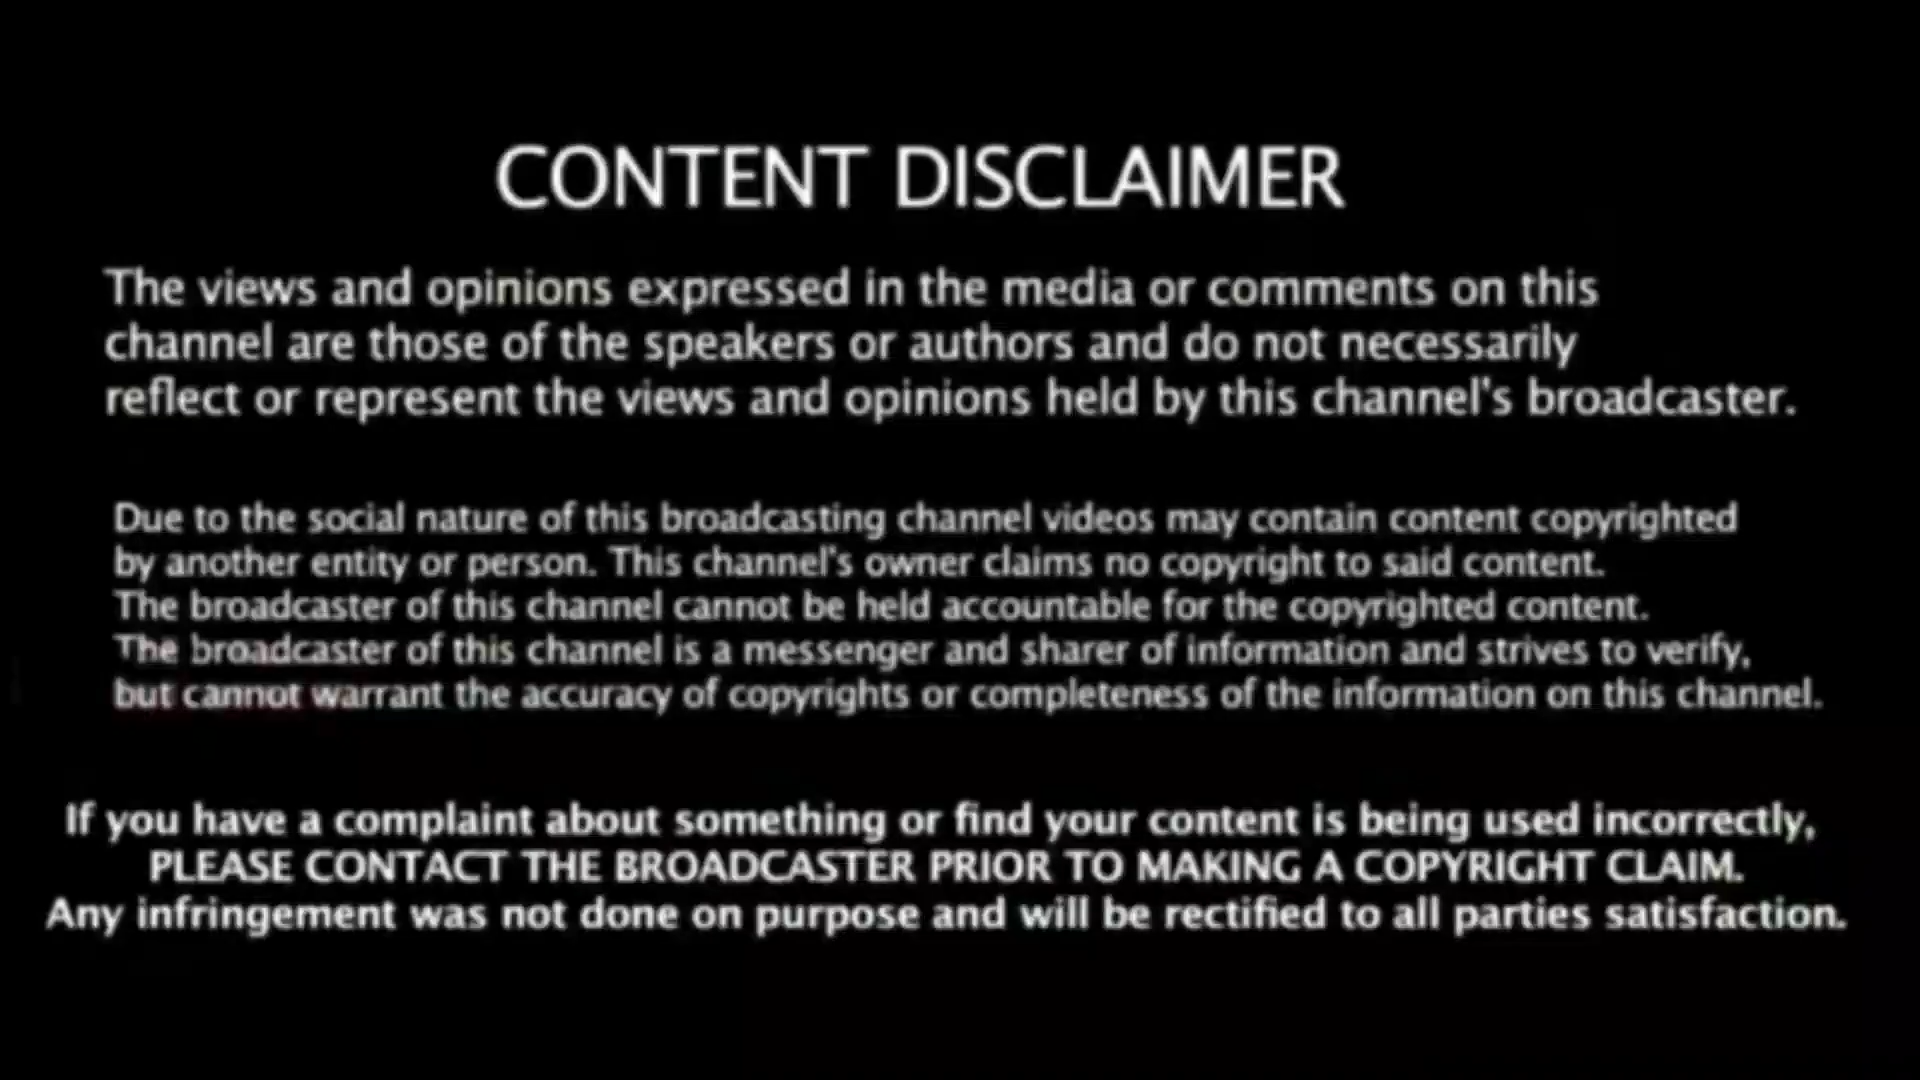 CONTENT DISCLAIMER
The views and opinions expressed in the media or comments on this
channel are those of the speakers or authors and do not necessarily
reflect or represent the views and opinions held by this channel's broadcaster.
Due to the social nature of this broadcasting channel videos may contain content copyrighted
by another entity or person. This channel's owner claims no copyright to said content.
The broadcaster of this channel cannot be held accountable for the copyrighted content.
The broadcaster of this channel is a messenger and sharer of information and strives to verify,
but cannot warrant the accuracy of copyrights or completeness of the information on this channel.
If you have a complaint about something or find your content is being used incorrectly,
PLEASE CONTACT THE BROADCASTER PRIOR TO MAKING A COPYRIGHT CLAIM.
Any infringement was not done on purpose and will be rectified to all parties satisfaction.